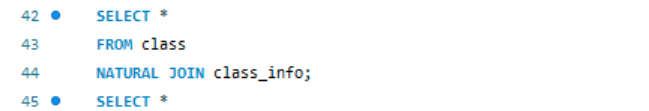 42 SELECT *
43 FROM class
44 NATURAL JOIN class_info;
45 SELECT *